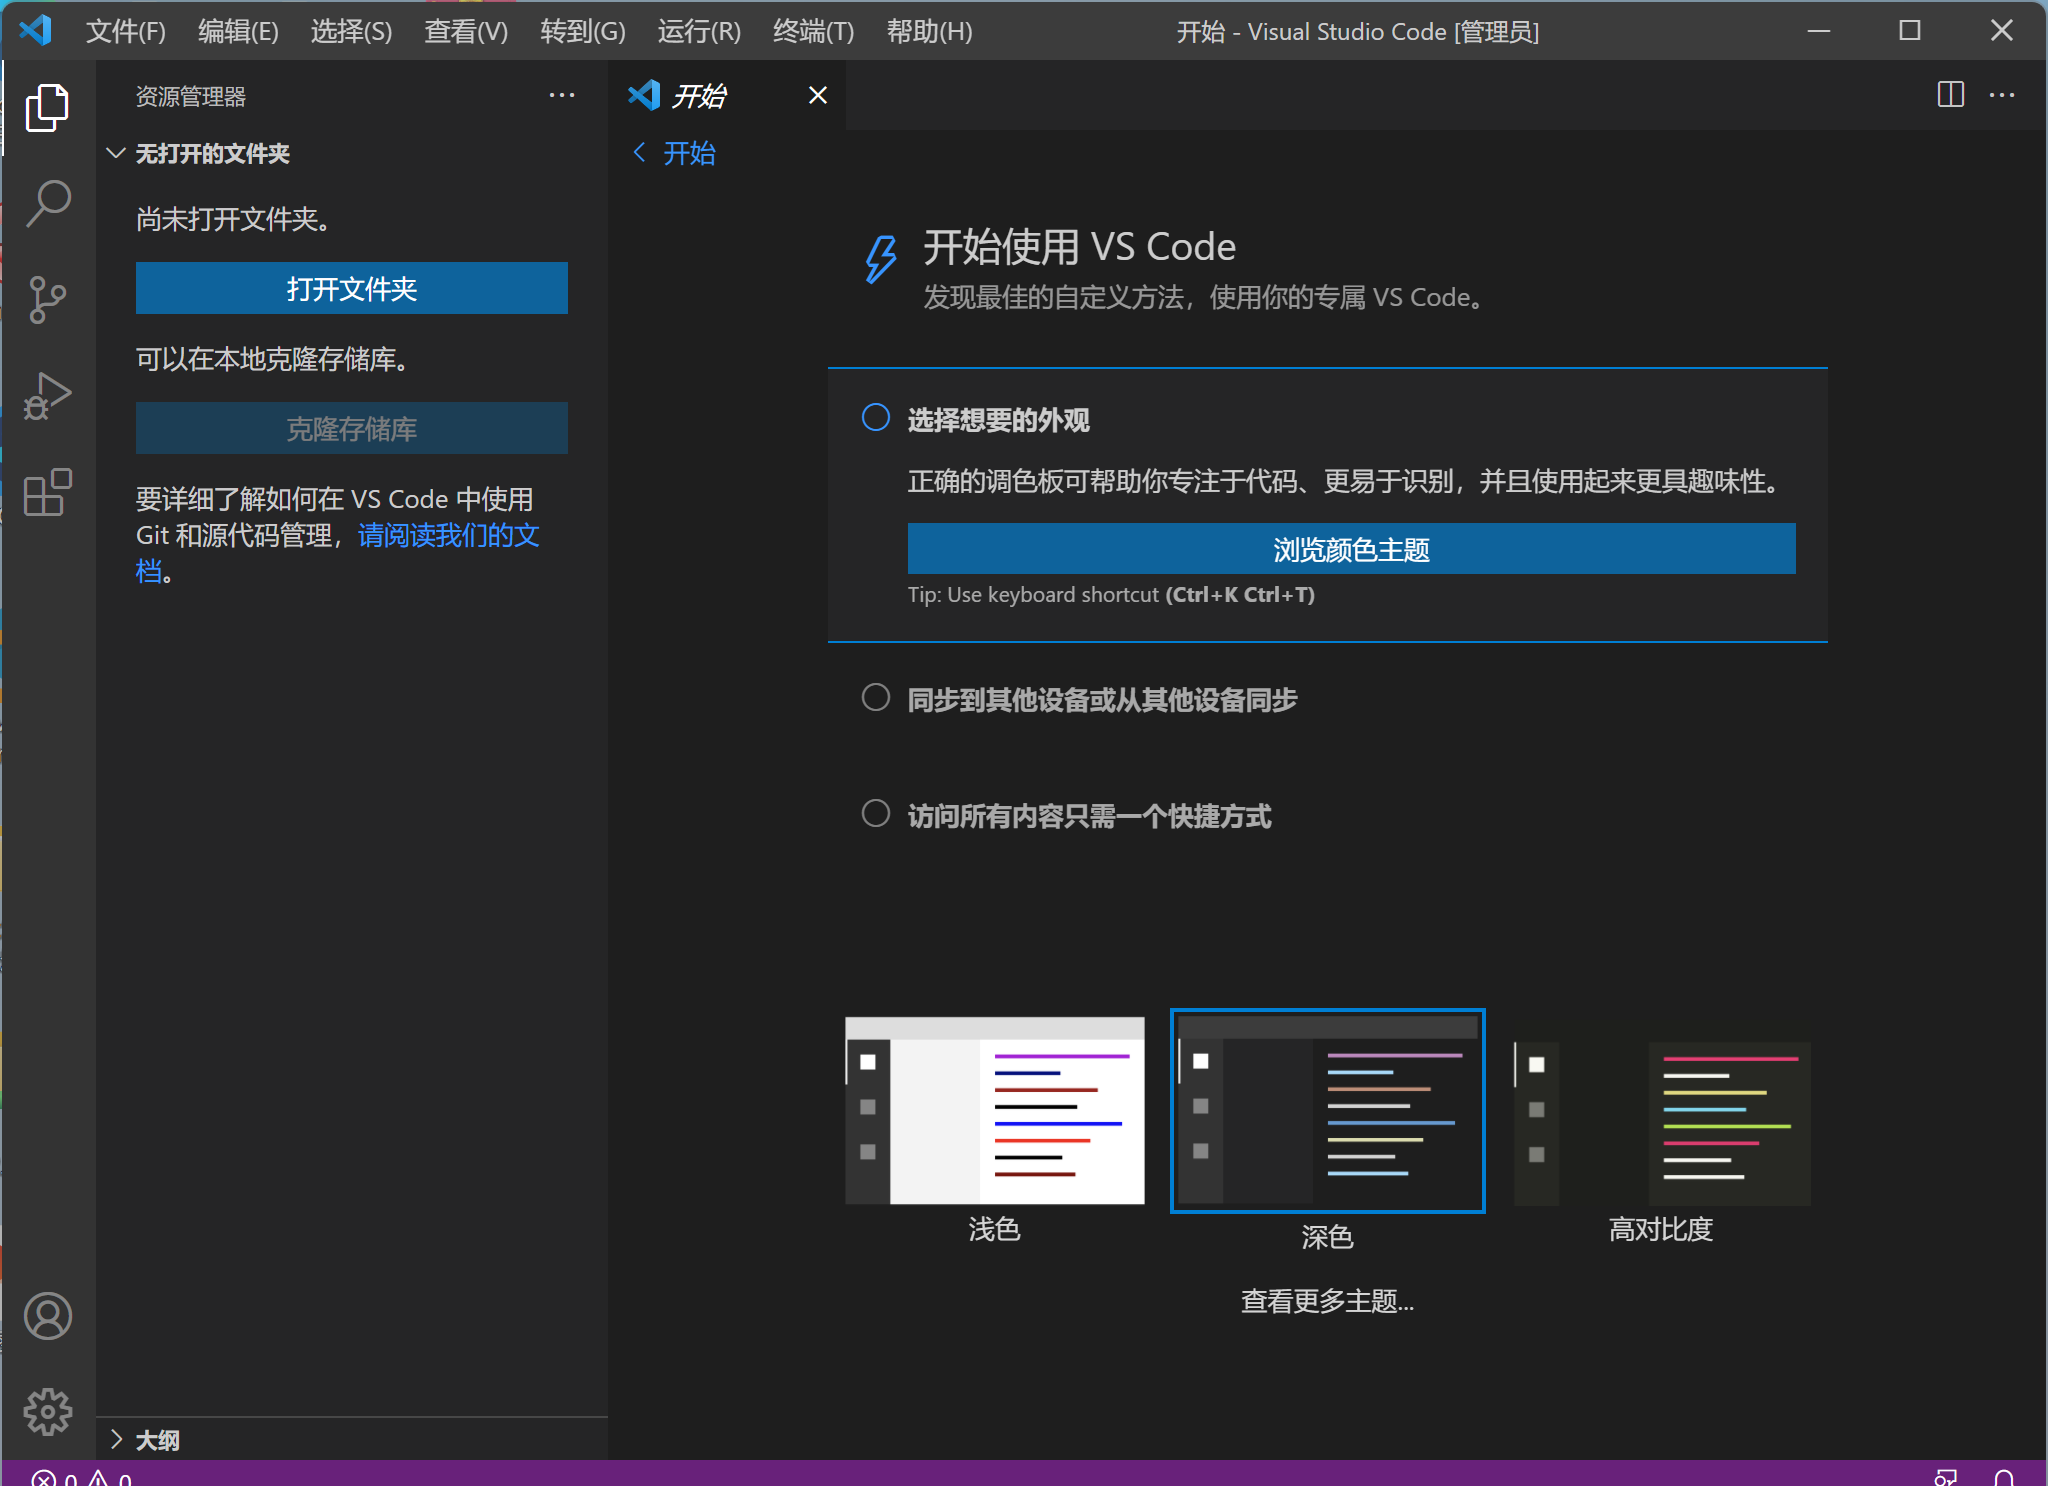 文件(F) 编辑(E) 选择(S) 查看(V) 转到(G) 运行(R) 终端(T) 帮助(H) 开始 - Visual Studio Code [管理员]
资源管理器
无打开的文件夹
尚未打开文件夹。
打开文件夹
可以在本地克隆存储库。
克隆存储库
要详细了解如何在 VS Code 中使用
Git 和源代码管理，请阅读我们的文
档。
大纲
开始
开始
开始使用 VS Code
发现最佳的自定义方法，使用你的专属 VS Code。
选择想要的外观
正确的调色板可帮助你专注于代码、更易于识别，并且使用起来更具趣味性。
浏览颜色主题
Tip: Use keyboard shortcut (Ctrl+K Ctrl+T)
同步到其他设备或从其他设备同步
访问所有内容只需一个快捷方式
浅色
深色
高对比度
查看更多主题...
0 0